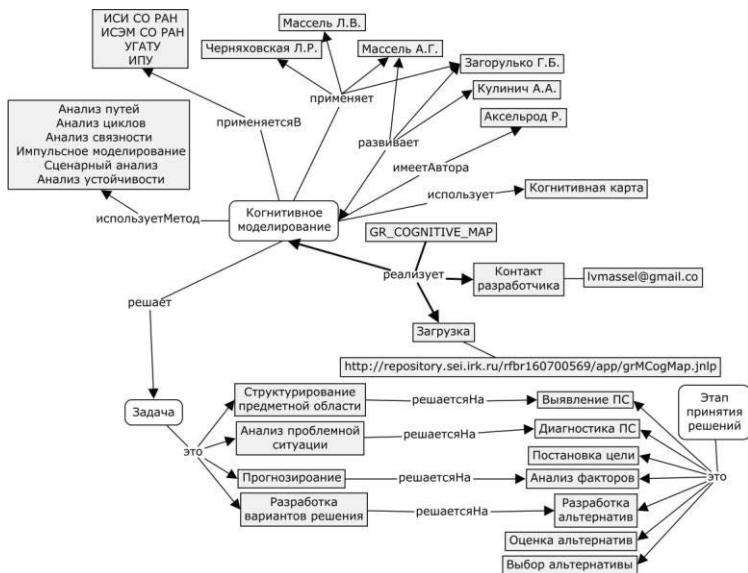 ИСИ СО РАН
ИСЭМ СО РАН
УГАТУ
ИПУ
Массель Л.В.
Черняховская Л.Р.
Массель А.Г.
Загорулько Г.Б.
Кулинич А.А.
Аксельрод Р.
применяет
применяетсяВ
развивает
Анализ путей
Анализ циклов
Анализ связности
Импульсное моделирование
Сценарный анализ
Анализ устойчивости
имеетАвтора
использует
Когнитивная карта
используетМетод
Когнитивное
моделирование
GR_COGNITIVE_MAP
реализует
Контакт
разработчика
lvmassel@gmail.co
решает
Загрузка
http://repository.sei.irk.ru/rfbr160700569/app/grMCogMap.jnlp
Задача
это
Структурирование
предметной области
решаетсяНа
Выявление ПС
Этап
принятия
решений
Анализ проблемной
ситуации
решаетсяНа
Диагностика ПС
Постановка цели
Прогнозироание
решаетсяНа
Анализ факторов
это
Разработка
вариантов решения
решаетсяНа
Разработка
альтернатив
Оценка альтернатив
Выбор альтернативы